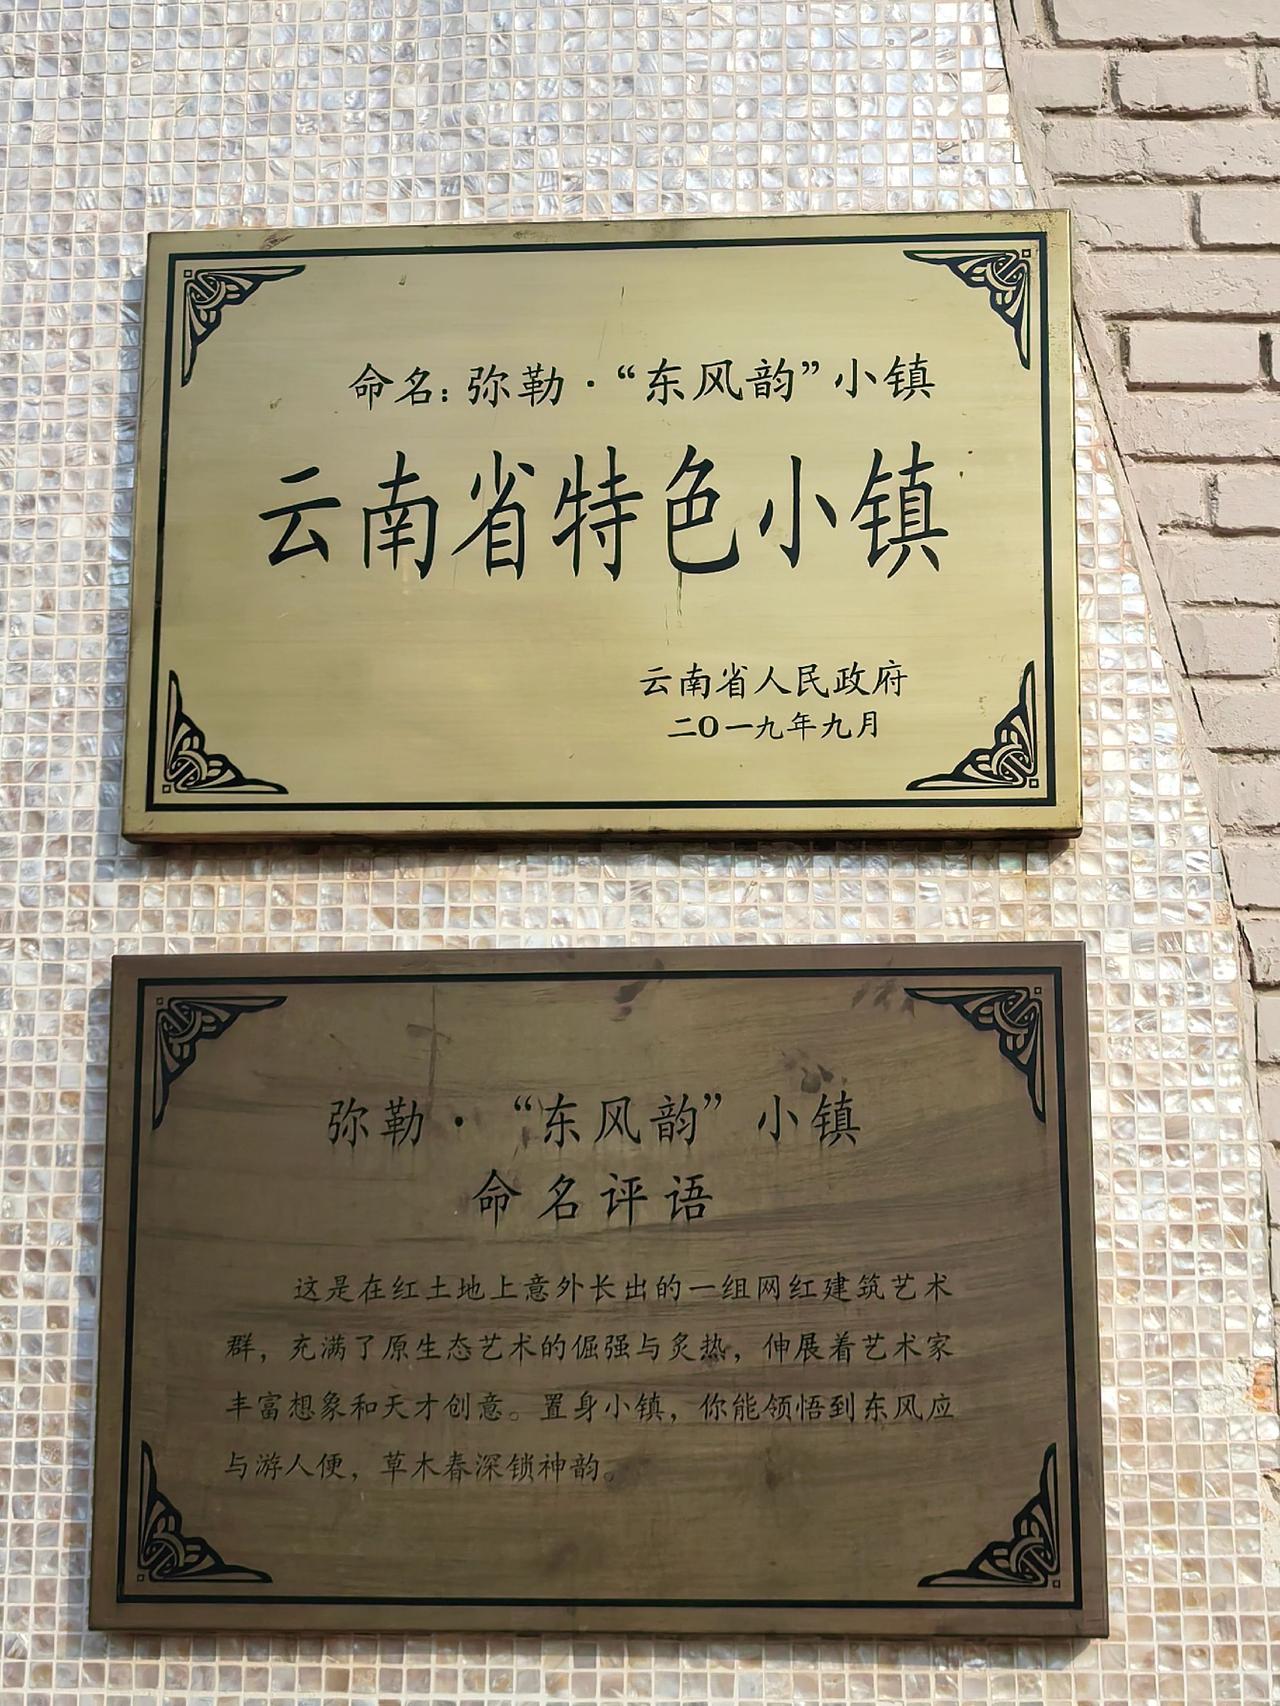 命名：弥勒·“东风韵”小镇
云南省特色小镇
云南省人民政府
二〇一九年九月
弥勒·“东风韵”小镇
命名评语
这是在红土地上意外长出的一组网红建筑艺术
群，充满了原生态艺术的倔强与炙热，伸展着艺术家
丰富想象和天才创意。置身小镇，你能领悟到东风应
与游人便，草木春深锁神韵。